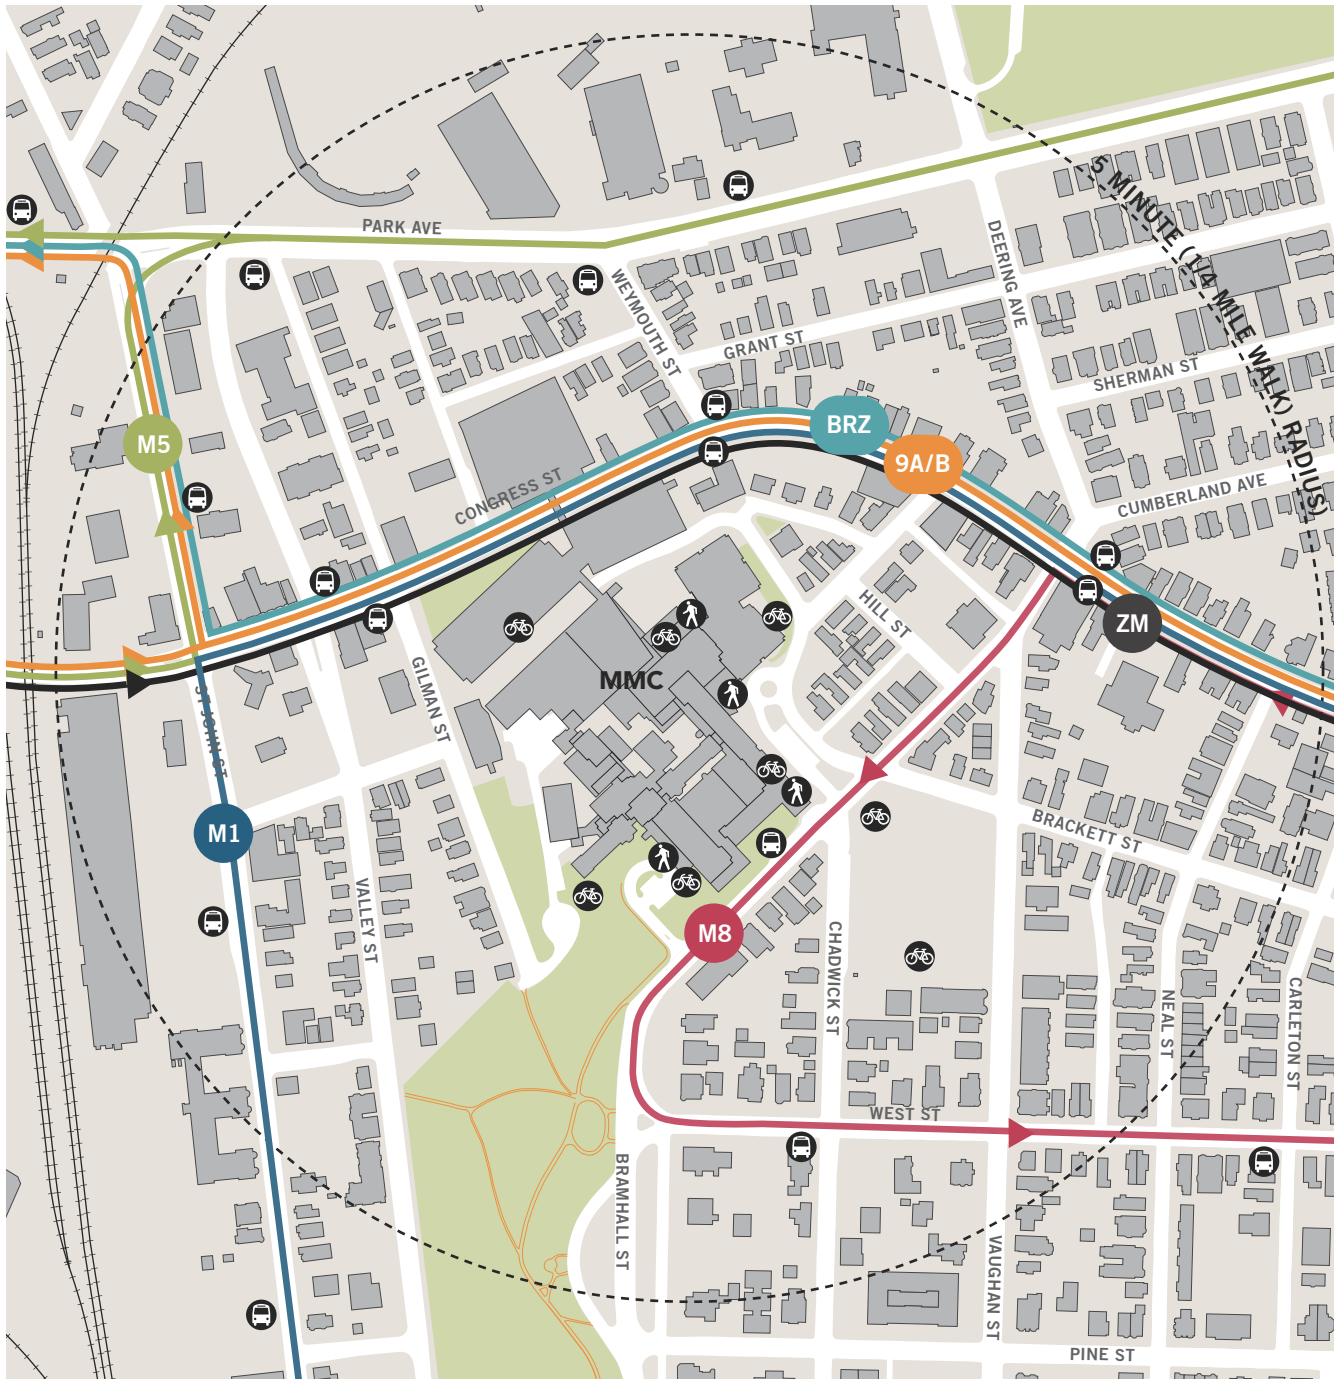 PARK AVE
5 MINUTE (1/4 MILE WALK) RADIUS)
DEERING AVE
WEYMOUTH ST
GRANT ST
SHERMAN ST
M5
BRZ
9A/B
CONGRESS ST
CUMBERLAND AVE
HILL ST
ZM
MMC
GILMAN ST
ST JOHN ST
M1
BRACKETT ST
VALLEY ST
M8
CHADWICK ST
NEAL ST
CARLETON ST
WEST ST
BRAMHALL ST
VAUGHAN ST
PINE ST